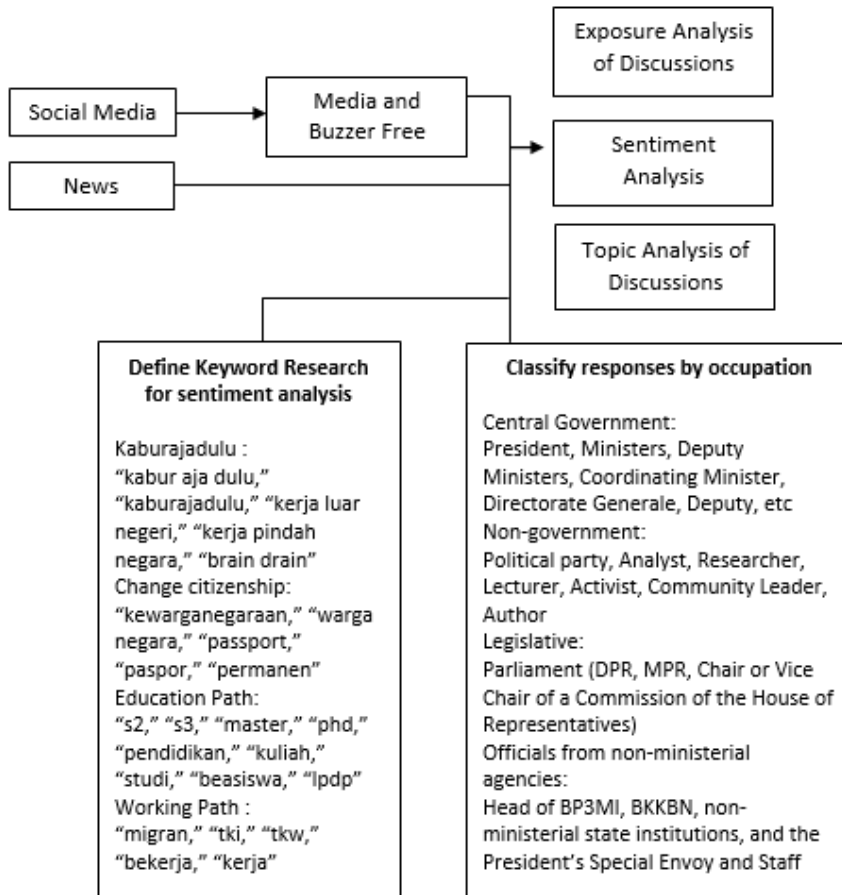 Social Media
Media and
Buzzer Free
News
Exposure Analysis
of Discussions
Sentiment
Analysis
Topic Analysis of
Discussions
Define Keyword Research
for sentiment analysis
Kaburajadulu :
“kabur aja dulu,”
“kaburajadulu,” “kerja luar
negeri,” “kerja pindah
negara,” “brain drain”
Change citizenship:
“kewarganegaraan,” “warga
negara,” “passport,”
“paspor,” “permanen”
Education Path:
“s2,” “s3,” “master,” “phd,”
“pendidikan,” “kuliah,”
“studi,” “beasiswa,” “lpdp”
Working Path :
“migran,” “tki,” “tkw,”
“bekerja,” “kerja”
Classify responses by occupation
Central Government:
President, Ministers, Deputy
Ministers, Coordinating Minister,
Directorate Generale, Deputy, etc
Non-government:
Political party, Analyst, Researcher,
Lecturer, Activist, Community Leader,
Author
Legislative:
Parliament (DPR, MPR, Chair or Vice
Chair of a Commission of the House of
Representatives)
Officials from non-ministerial
agencies:
Head of BP3MI, BKKBN, non-
ministerial state institutions, and the
President’s Special Envoy and Staff